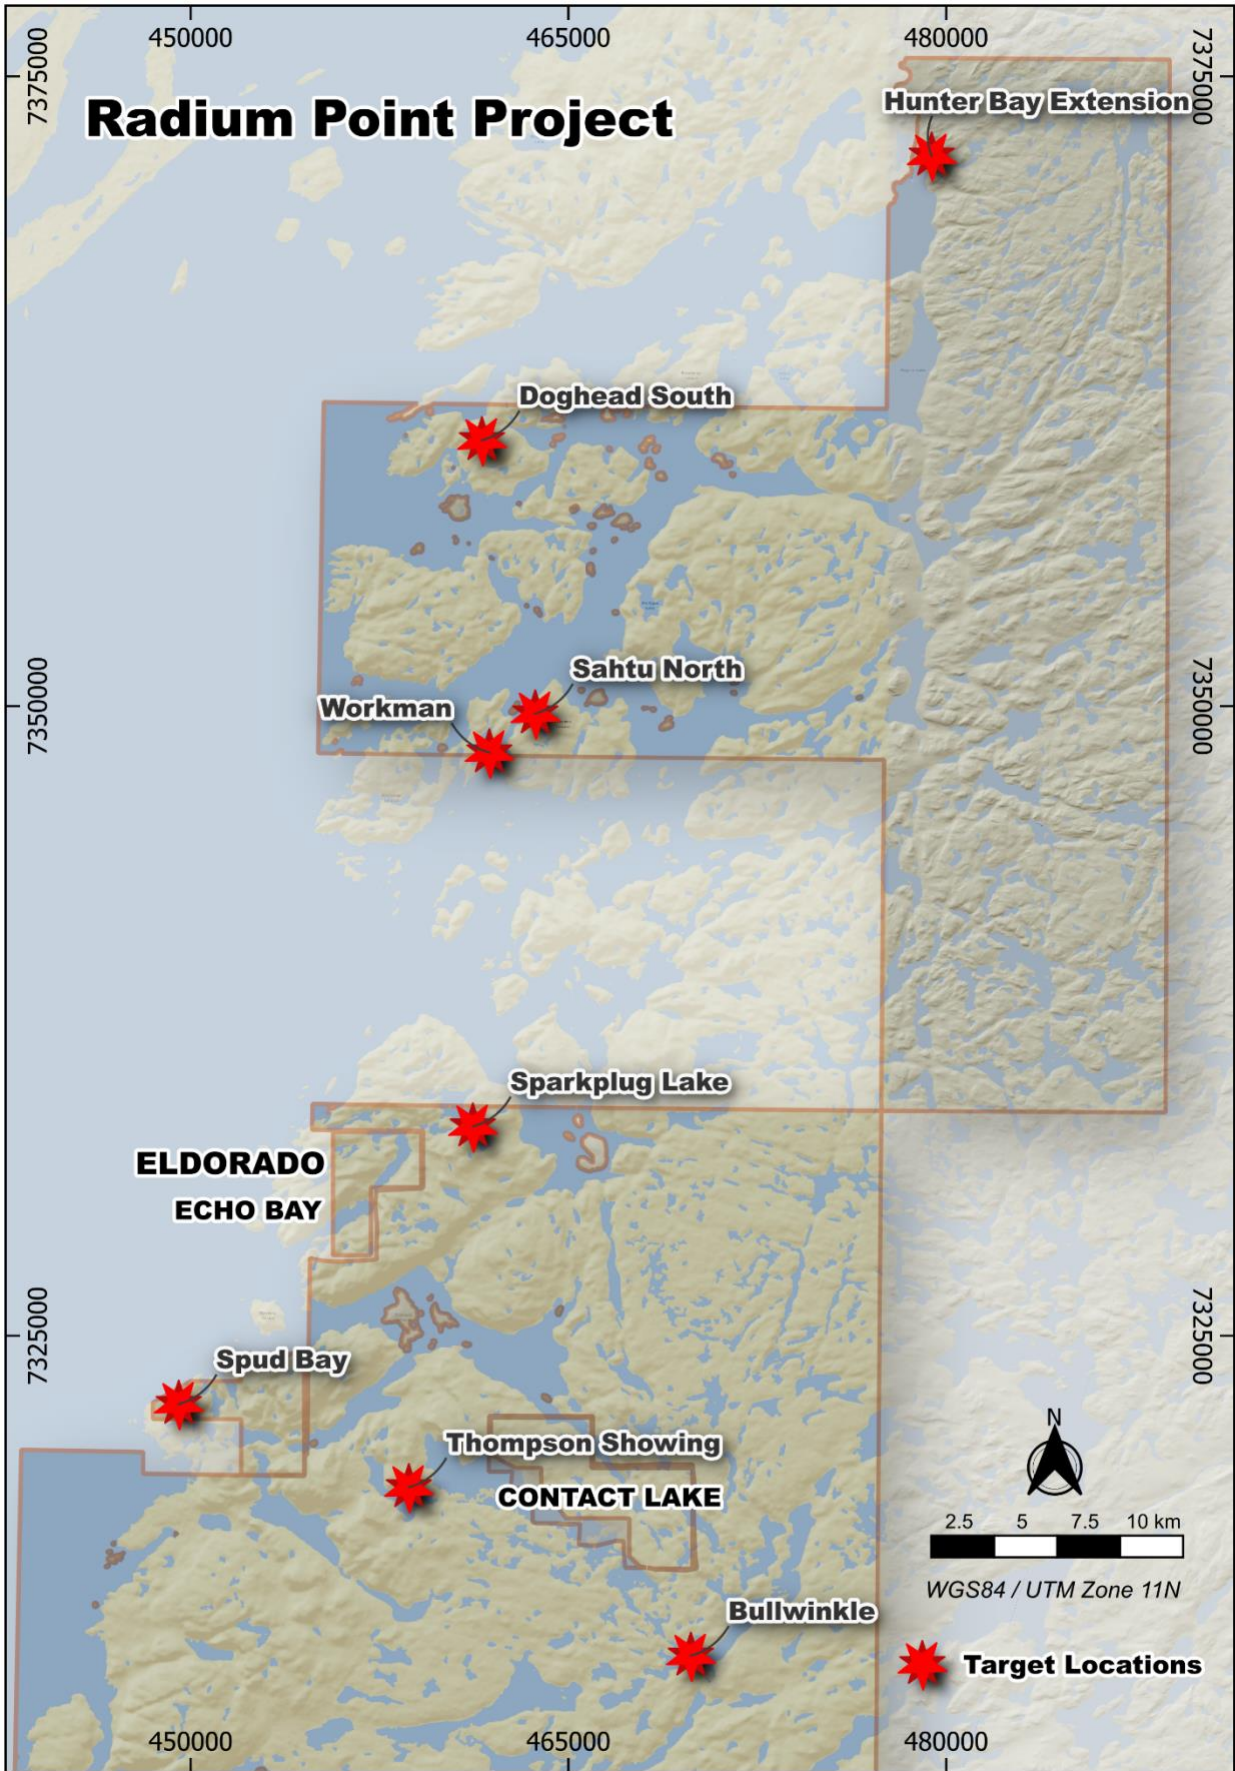 450000
465000
480000
7375000
7375000
Radium Point Project
Hunter Bay Extension
Doghead South
Sahtu North
Workman
7350000
7350000
Sparkplug Lake
ELDORADO
ECHO BAY
7325000
7325000
Spud Bay
Thompson Showing
CONTACT LAKE
N
2.5 5 7.5 10 km
WGS84 / UTM Zone 11N
Bullwinkle
Target Locations
450000
465000
480000